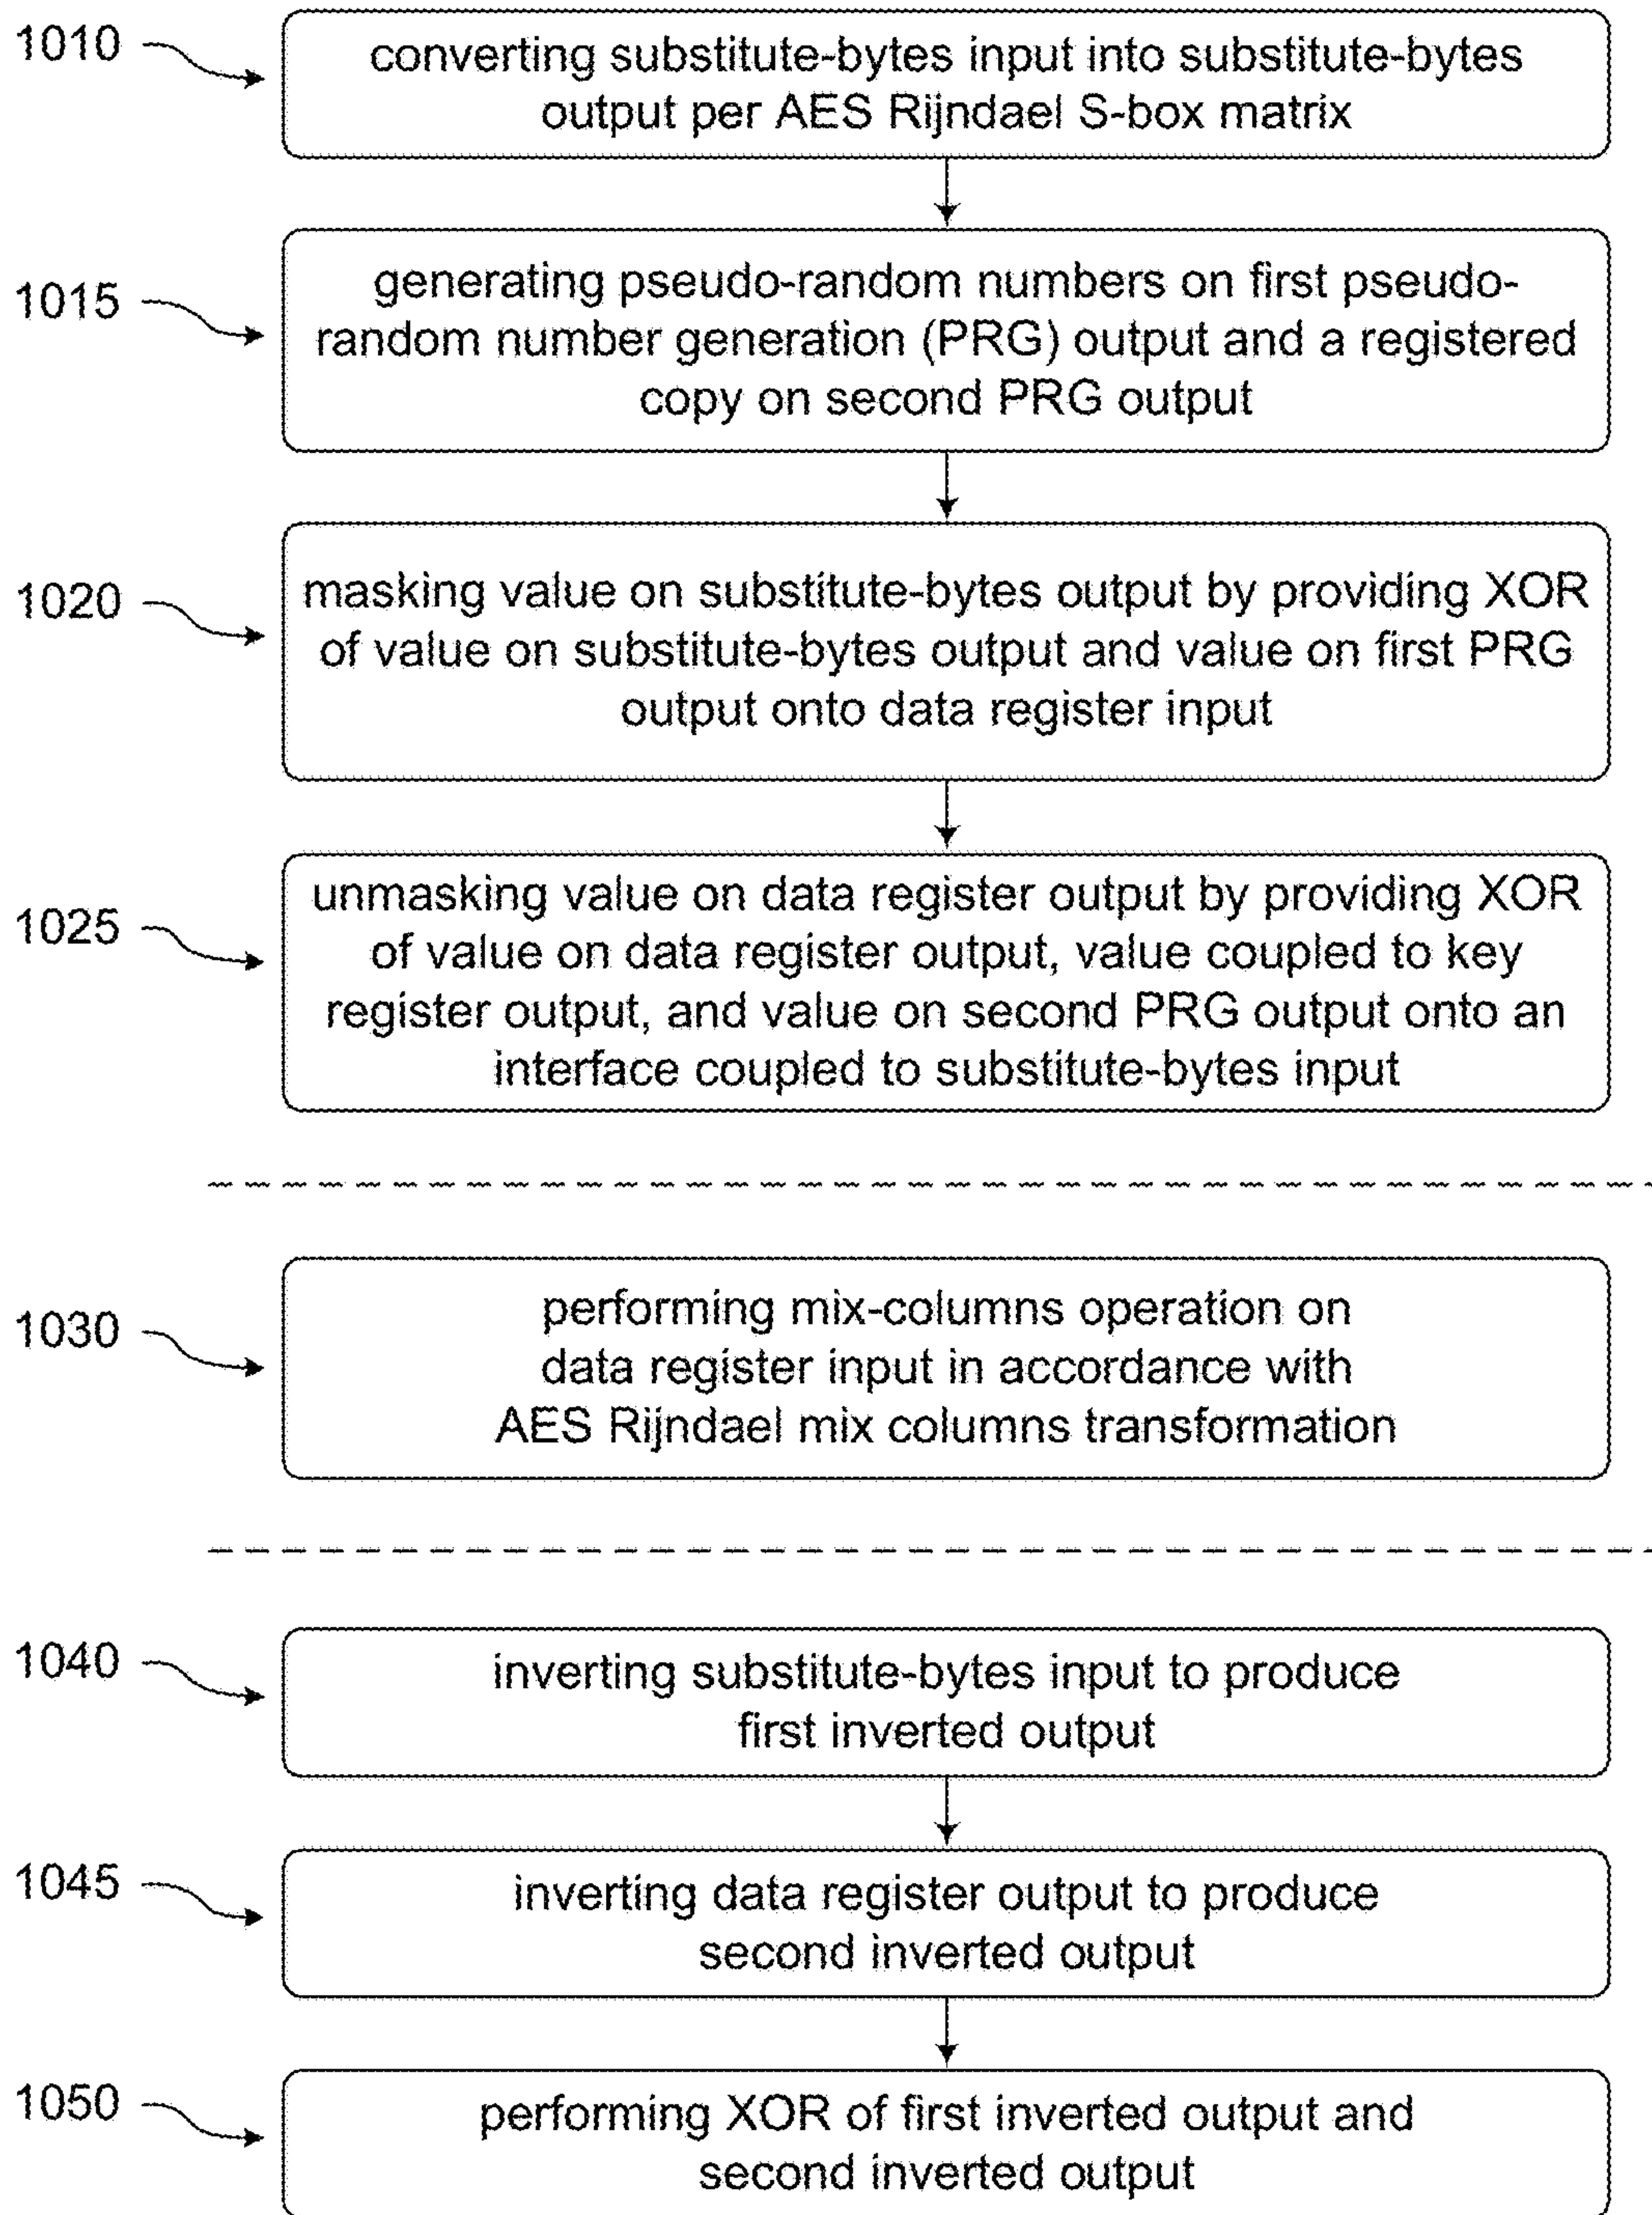 1010
converting substitute-bytes input into substitute-bytes
output per AES Rijndael S-box matrix
1015
generating pseudo-random numbers on first pseudo-
random number generation (PRG) output and a registered
copy on second PRG output
1020
masking value on substitute-bytes output by providing XOR
of value on substitute-bytes output and value on first PRG
output onto data register input
1025
unmasking value on data register output by providing XOR
of value on data register output, value coupled to key
register output, and value on second PRG output onto an
interface coupled to substitute-bytes input
1030
performing mix-columns operation on
data register input in accordance with
AES Rijndael mix columns transformation
1040
inverting substitute-bytes input to produce
first inverted output
1045
inverting data register output to produce
second inverted output
1050
performing XOR of first inverted output and
second inverted output